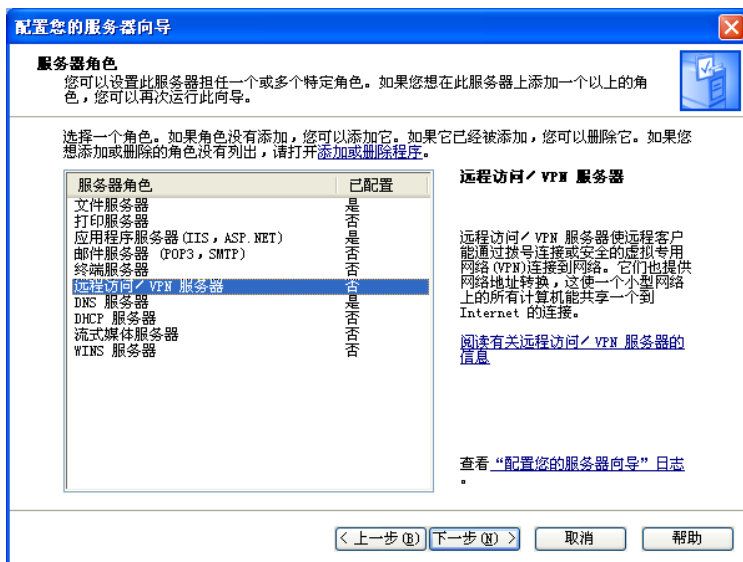 配置您的服务器向导
服务器角色
您可以设置此服务器担任一个或多个特定角色。如果您想在此服务器上添加一个以上的角
色，您可以再次运行此向导。
选择一个角色。如果角色没有添加，您可以添加它。如果它已经被添加，您可以删除它。如果您
想添加或删除的角色没有列出，请打开添加或删除程序。
服务器角色 已配置
文件服务器 是
打印服务器 否
应用程序服务器(IIS，ASP.NET) 是
邮件服务器 (POP3，SMTP) 否
终端服务器 否
远程访问／VPN 服务器 否
DNS 服务器 是
DHCP 服务器 否
流式媒体服务器 否
WINS 服务器 否
远程访问／VPN 服务器
远程访问／VPN 服务器使远程客户
能通过拨号连接或安全的虚拟专用
网络(VPN)连接到网络。它们也提供
网络地址转换，这使一个小型网络
上的所有计算机能共享一个到
Internet 的连接。
阅读有关远程访问／VPN 服务器的
信息
查看“配置您的服务器向导”日志
。
< 上一步(B) 下一步(N) > 取消 帮助